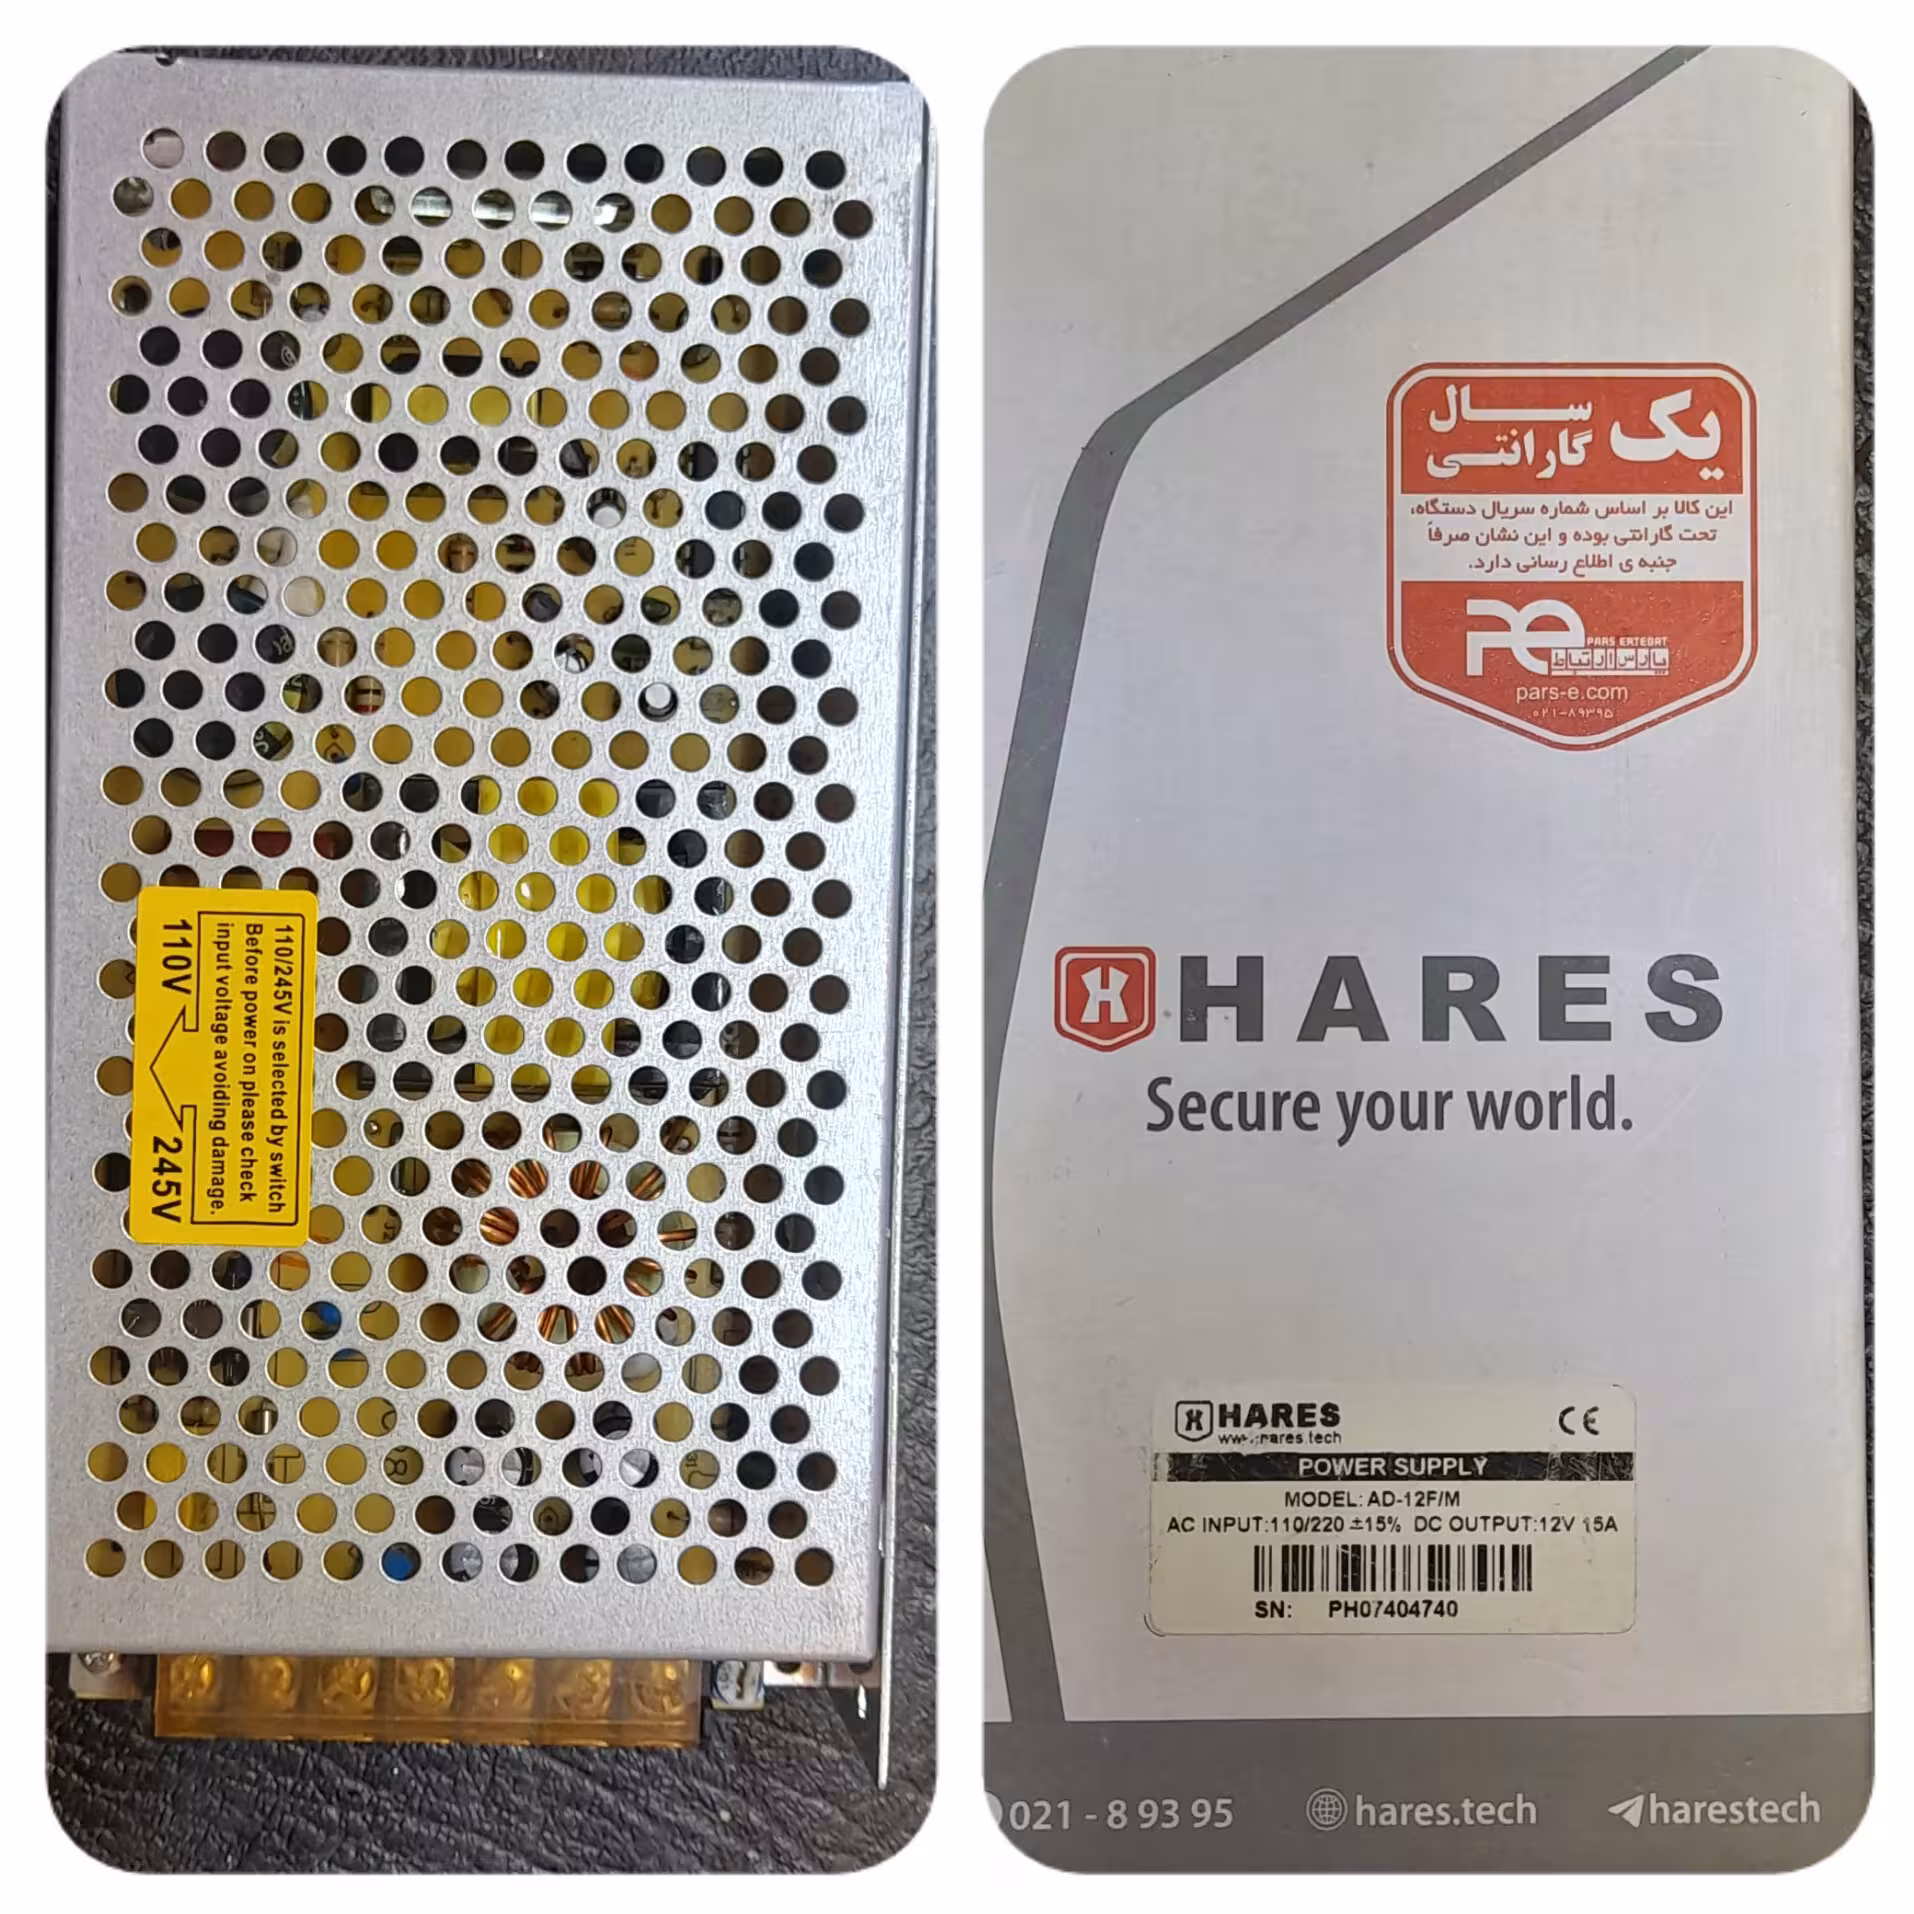 110/245V is selected by switch
Before power on please check
input voltage avoiding damage.
110V 245V
یک سال
گارانتی
این کالا بر اساس شماره سریال دستگاه،
تحت گارانتی بوده و این نشان صرفاً
جنبه ی اطلاع رسانی دارد.
PARS ERTEBAT
پارس ارتباط
pars-e.com
۰۲۱-۸۹۳۹۵
HARES
Secure your world.
HARES
CE
POWER SUPPLY
MODEL: AD-12F/M
AC INPUT:110/220 ±15% DC OUTPUT:12V 15A
SN: PH07404740
021 - 8 93 95 hares.tech harestech